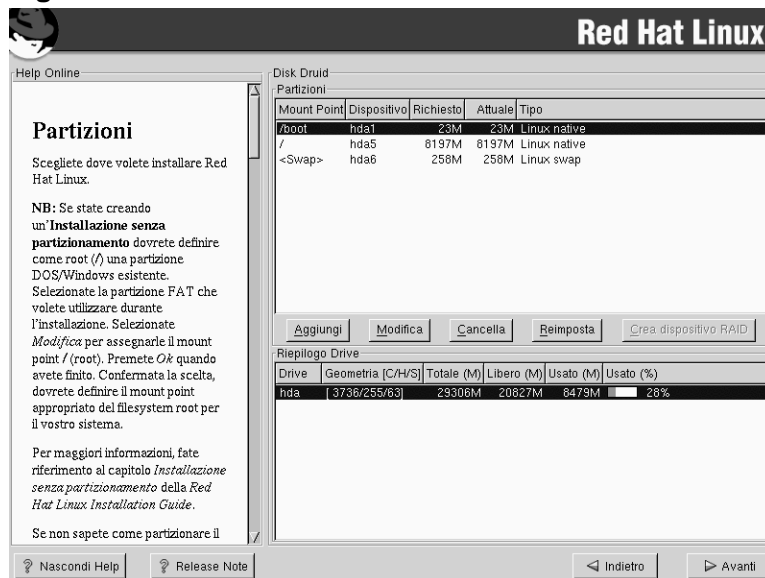 Red Hat Linux
Help Online
Partizioni
Scegliete dove volete installare Red
Hat Linux.
NB: Se state creando
un'Installazione senza
partizionamento dovrete definire
come root (/) una partizione
DOS/Windows esistente.
Selezionate la partizione FAT che
volete utilizzare durante
l'installazione. Selezionate
Modifica per assegnarle il mount
point / (root). Premete Ok quando
avete finito. Confermata la scelta,
dovrete definire il mount point
appropriato del filesystem root per
il vostro sistema.
Per maggiori informazioni, fate
riferimento al capitolo Installazione
senza partizionamento della Red
Hat Linux Installation Guide.
Se non sapete come partizionare il
Disk Druid
Partizioni
Mount Point Dispositivo Richiesto Attuale Tipo
/boot hda1 23M 23M Linux native
/ hda5 8197M 8197M Linux native
<Swap> hda6 258M 258M Linux swap
Aggiungi Modifica Cancella Reimposta Crea dispositivo RAID
Riepilogo Drive
Drive Geometria [C/H/S] Totale (M) Libero (M) Usato (M) Usato (%)
hda [ 3736/255/63] 29306M 20827M 8479M 28%
Nascondi Help Release Note Indietro Avanti